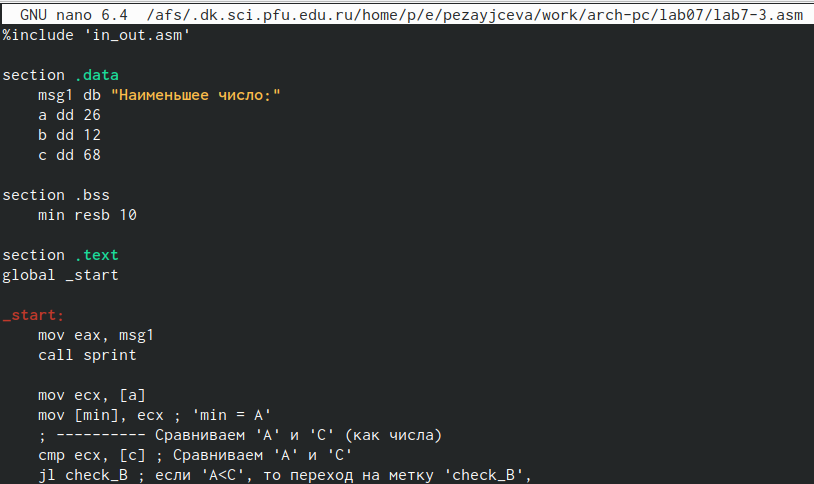 GNU nano 6.4 /afs/.dk.sci.pfu.edu.ru/home/p/e/pezayjceva/work/arch-pc/lab07/lab7-3.asm
%include 'in_out.asm'
section .data
msg1 db "Наименьшее число:"
a dd 26
b dd 12
c dd 68
section .bss
min resb 10
section .text
global _start
_start:
mov eax, msg1
call sprint
mov ecx, [a]
mov [min], ecx ; 'min = A'
; ---------- Сравниваем 'A' и 'C' (как числа)
cmp ecx, [c] ; Сравниваем 'A' и 'C'
jl check_B ; если 'A<C', то переход на метку 'check_B',